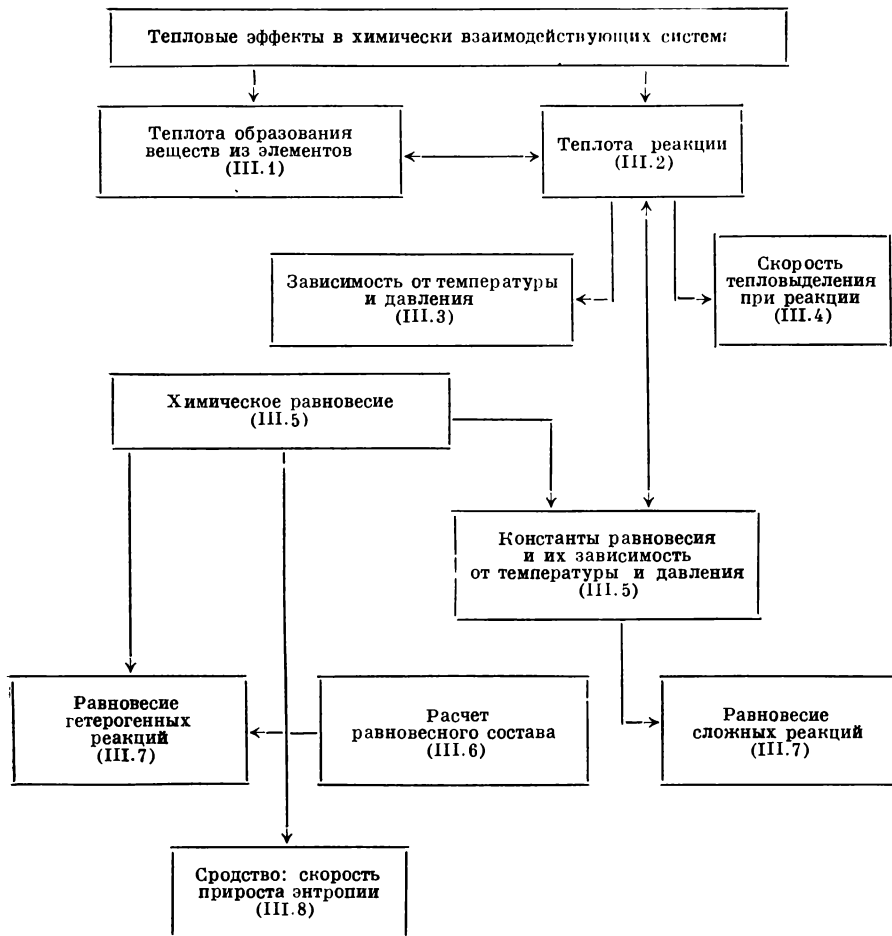 Тепловые эффекты в химически взаимодействующих система
Теплота образования
веществ из элементов
(III.1)
Теплота реакции
(III.2)
Зависимость от температуры
и давления
(III.3)
Скорость
тепловыделения
при реакции
(III.4)
Химическое равновесие
(III.5)
Константы равновесия
и их зависимость
от температуры и давления
(III.5)
Равновесие
гетерогенных
реакций
(III.7)
Расчет
равновесного состава
(III.6)
Равновесие
сложных реакций
(III.7)
Сродство: скорость
прироста энтропии
(III.8)